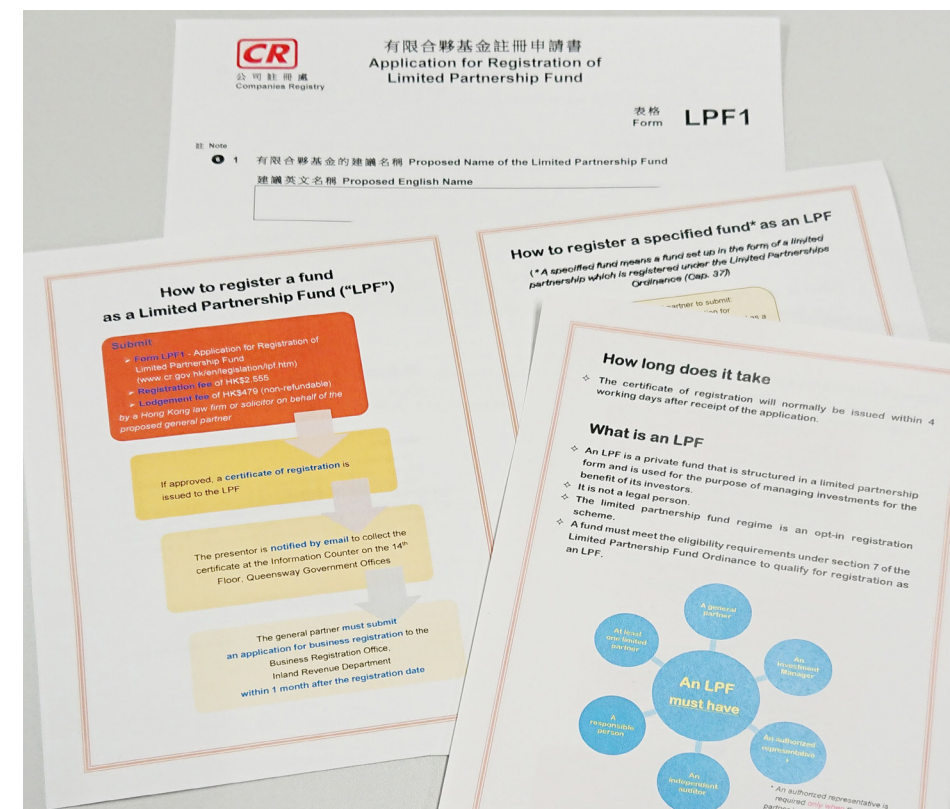 CR
公司註冊處
Companies Registry
有限合夥基金註冊申請書
Application for Registration of
Limited Partnership Fund
表格
Form LPF1
註 Note
1 有限合夥基金的建議名稱 Proposed Name of the Limited Partnership Fund
建議英文名稱 Proposed English Name
How to register a fund
as a Limited Partnership Fund (“LPF”)
Submit
➢ Form LPF1 - Application for Registration of
Limited Partnership Fund
(www.cr.gov.hk/en/legislation/lpf.htm)
➢ Registration fee of HK$2,555
➢ Lodgement fee of HK$479 (non-refundable)
by a Hong Kong law firm or solicitor on behalf of the
proposed general partner
If approved, a certificate of registration is
issued to the LPF
The presentor is notified by email to collect the
certificate at the Information Counter on the 14th
Floor, Queensway Government Offices
The general partner must submit
an application for business registration to the
Business Registration Office,
Inland Revenue Department
within 1 month after the registration date
How to register a specified fund* as an LPF
(*A specified fund means a fund set up in the form of a limited
partnership which is registered under the Limited Partnerships
Ordinance (Cap. 37))
partner to submit:
for
as a
How long does it take
✧ The certificate of registration will normally be issued within 4
working days after receipt of the application.
What is an LPF
✧ An LPF is a private fund that is structured in a limited partnership
form and is used for the purpose of managing investments for the
benefit of its investors.
✧ It is not a legal person.
✧ The limited partnership fund regime is an opt-in registration
scheme.
✧ A fund must meet the eligibility requirements under section 7 of the
Limited Partnership Fund Ordinance to qualify for registration as
an LPF.
An LPF
must have
A general
partner
An
Investment
Manager
An authorized
representative
*
An
independent
auditor
A
responsible
person
At least
one limited
partner
* An authorized representative is
required only when